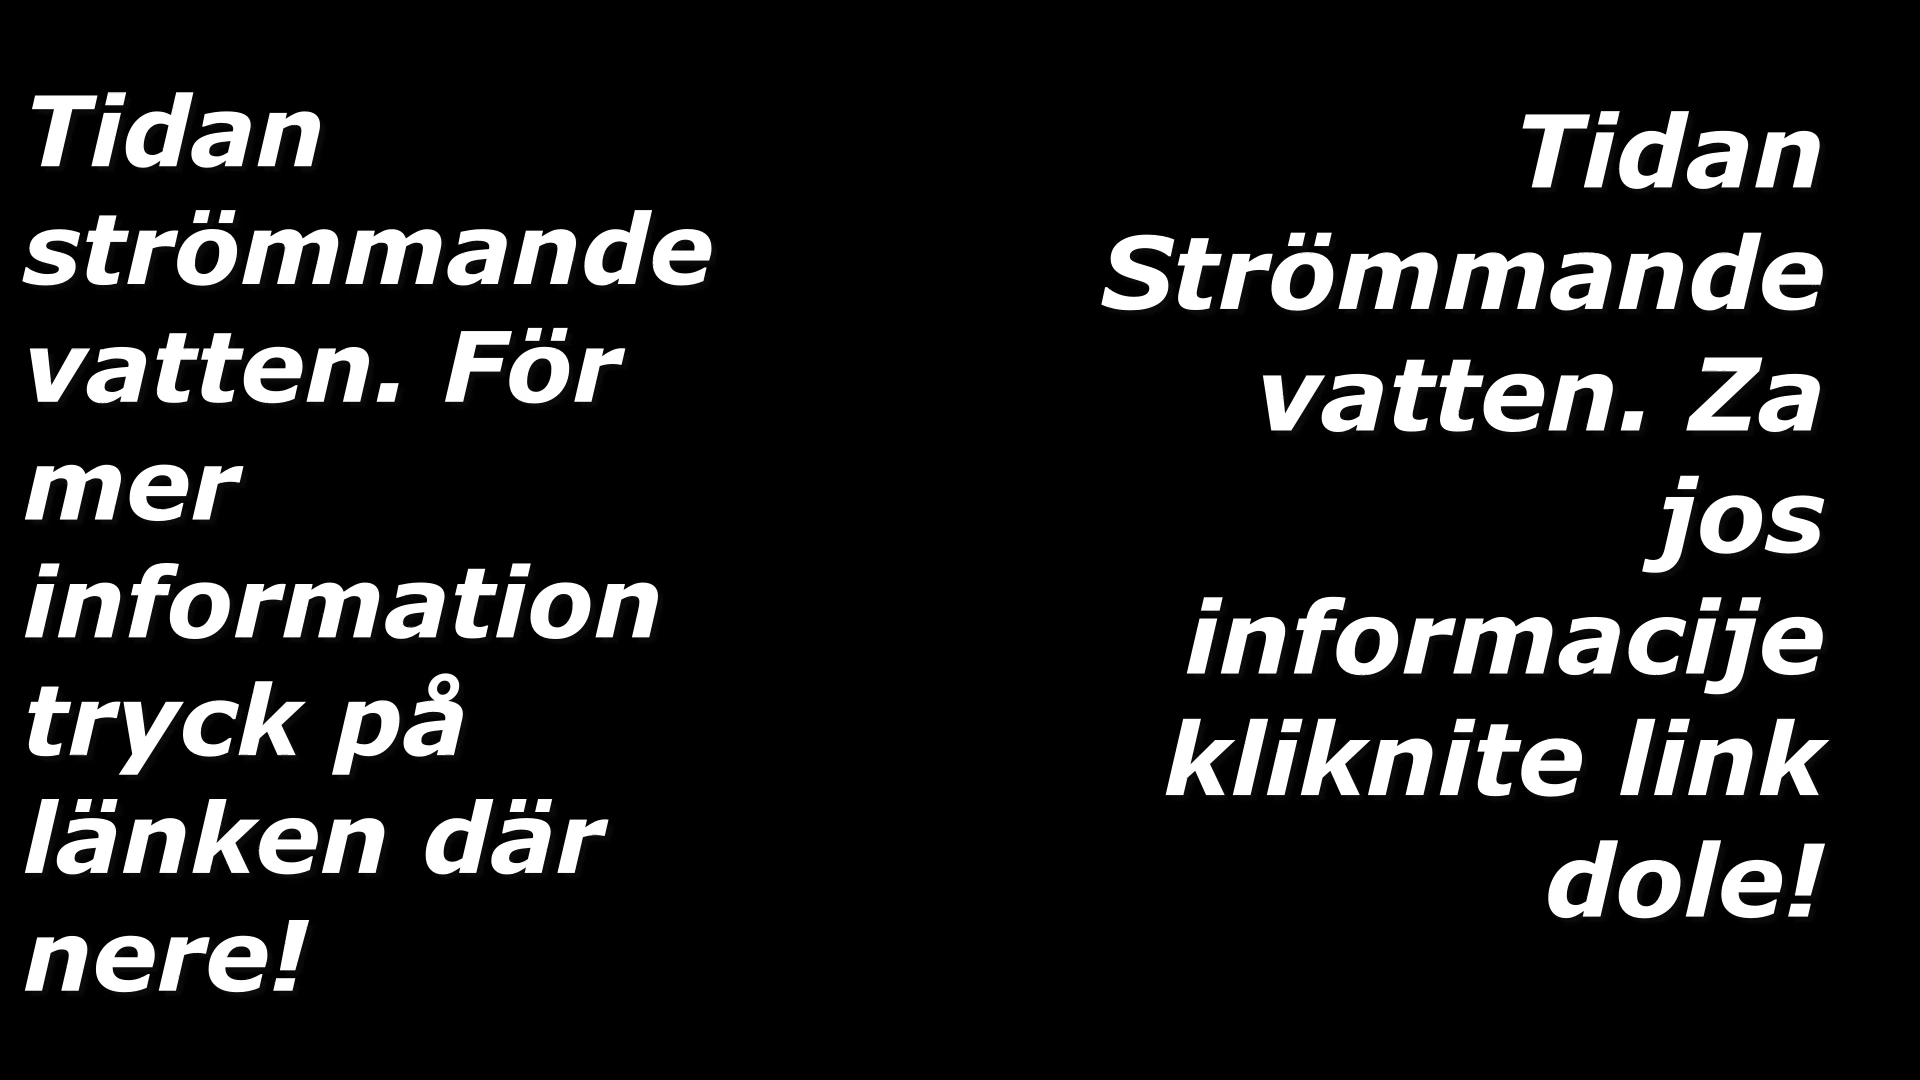 Tidan
strömmande
vatten. För
mer
information
tryck på
länken där
nere!
Tidan
Strömmande
vatten. Za
jos
informacije
kliknite link
dole!